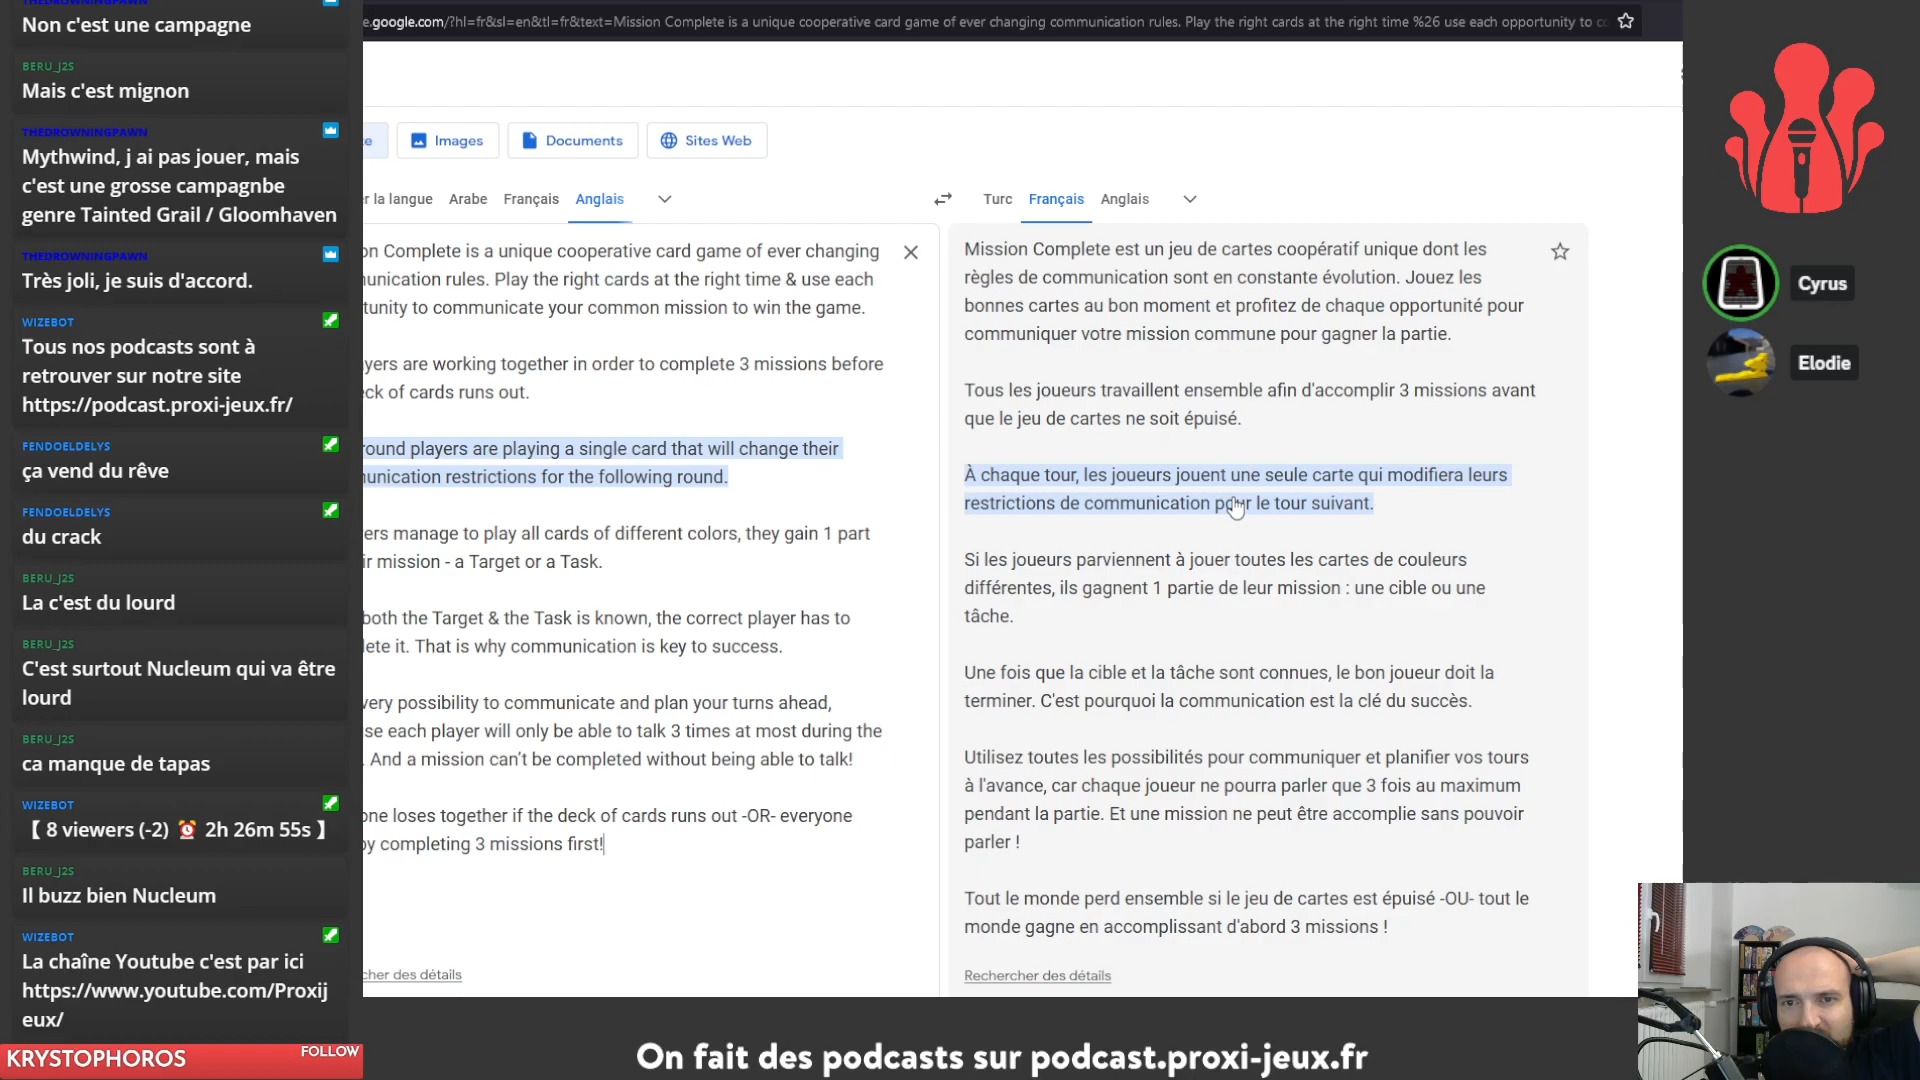 THEDROWNINGPAWN
Non c'est une campagne
BERU_J2S
Mais c'est mignon
THEDROWNINGPAWN
Mythwind, j ai pas jouer, mais
c'est une grosse campagnbe
genre Tainted Grail / Gloomhaven
THEDROWNINGPAWN
Très joli, je suis d'accord.
WIZEBOT
Tous nos podcasts sont à
retrouver sur notre site
https://podcast.proxi-jeux.fr/
FENDOELDELYS
ça vend du rêve
FENDOELDELYS
du crack
BERU_J2S
La c'est du lourd
BERU_J2S
C'est surtout Nucleum qui va être
lourd
BERU_J2S
ca manque de tapas
WIZEBOT
【 8 viewers (-2) ⏰ 2h 26m 55s 】
BERU_J2S
Il buzz bien Nucleum
WIZEBOT
La chaîne Youtube c'est par ici
https://www.youtube.com/Proxij
eux/
KRYSTOPHOROS
FOLLOW
e.google.com/?hl=fr&sl=en&tl=fr&text=Mission Complete is a unique cooperative card game of ever changing communication rules. Play the right cards at the right time %26 use each opportunity to co
te
Images
Documents
Sites Web
er la langue
Arabe
Français
Anglais
Turc
Français
Anglais
on Complete is a unique cooperative card game of ever changing
unication rules. Play the right cards at the right time & use each
tunity to communicate your common mission to win the game.
ayers are working together in order to complete 3 missions before
eck of cards runs out.
round players are playing a single card that will change their
unication restrictions for the following round.
ers manage to play all cards of different colors, they gain 1 part
ir mission - a Target or a Task.
both the Target & the Task is known, the correct player has to
lete it. That is why communication is key to success.
very possibility to communicate and plan your turns ahead,
se each player will only be able to talk 3 times at most during the
. And a mission can't be completed without being able to talk!
one loses together if the deck of cards runs out -OR- everyone
by completing 3 missions first!
cher des détails
Mission Complete est un jeu de cartes coopératif unique dont les
règles de communication sont en constante évolution. Jouez les
bonnes cartes au bon moment et profitez de chaque opportunité pour
communiquer votre mission commune pour gagner la partie.
Tous les joueurs travaillent ensemble afin d'accomplir 3 missions avant
que le jeu de cartes ne soit épuisé.
À chaque tour, les joueurs jouent une seule carte qui modifiera leurs
restrictions de communication pour le tour suivant.
Si les joueurs parviennent à jouer toutes les cartes de couleurs
différentes, ils gagnent 1 partie de leur mission : une cible ou une
tâche.
Une fois que la cible et la tâche sont connues, le bon joueur doit la
terminer. C'est pourquoi la communication est la clé du succès.
Utilisez toutes les possibilités pour communiquer et planifier vos tours
à l'avance, car chaque joueur ne pourra parler que 3 fois au maximum
pendant la partie. Et une mission ne peut être accomplie sans pouvoir
parler !
Tout le monde perd ensemble si le jeu de cartes est épuisé -OU- tout le
monde gagne en accomplissant d'abord 3 missions !
Rechercher des détails
Cyrus
Elodie
On fait des podcasts sur podcast.proxi-jeux.fr